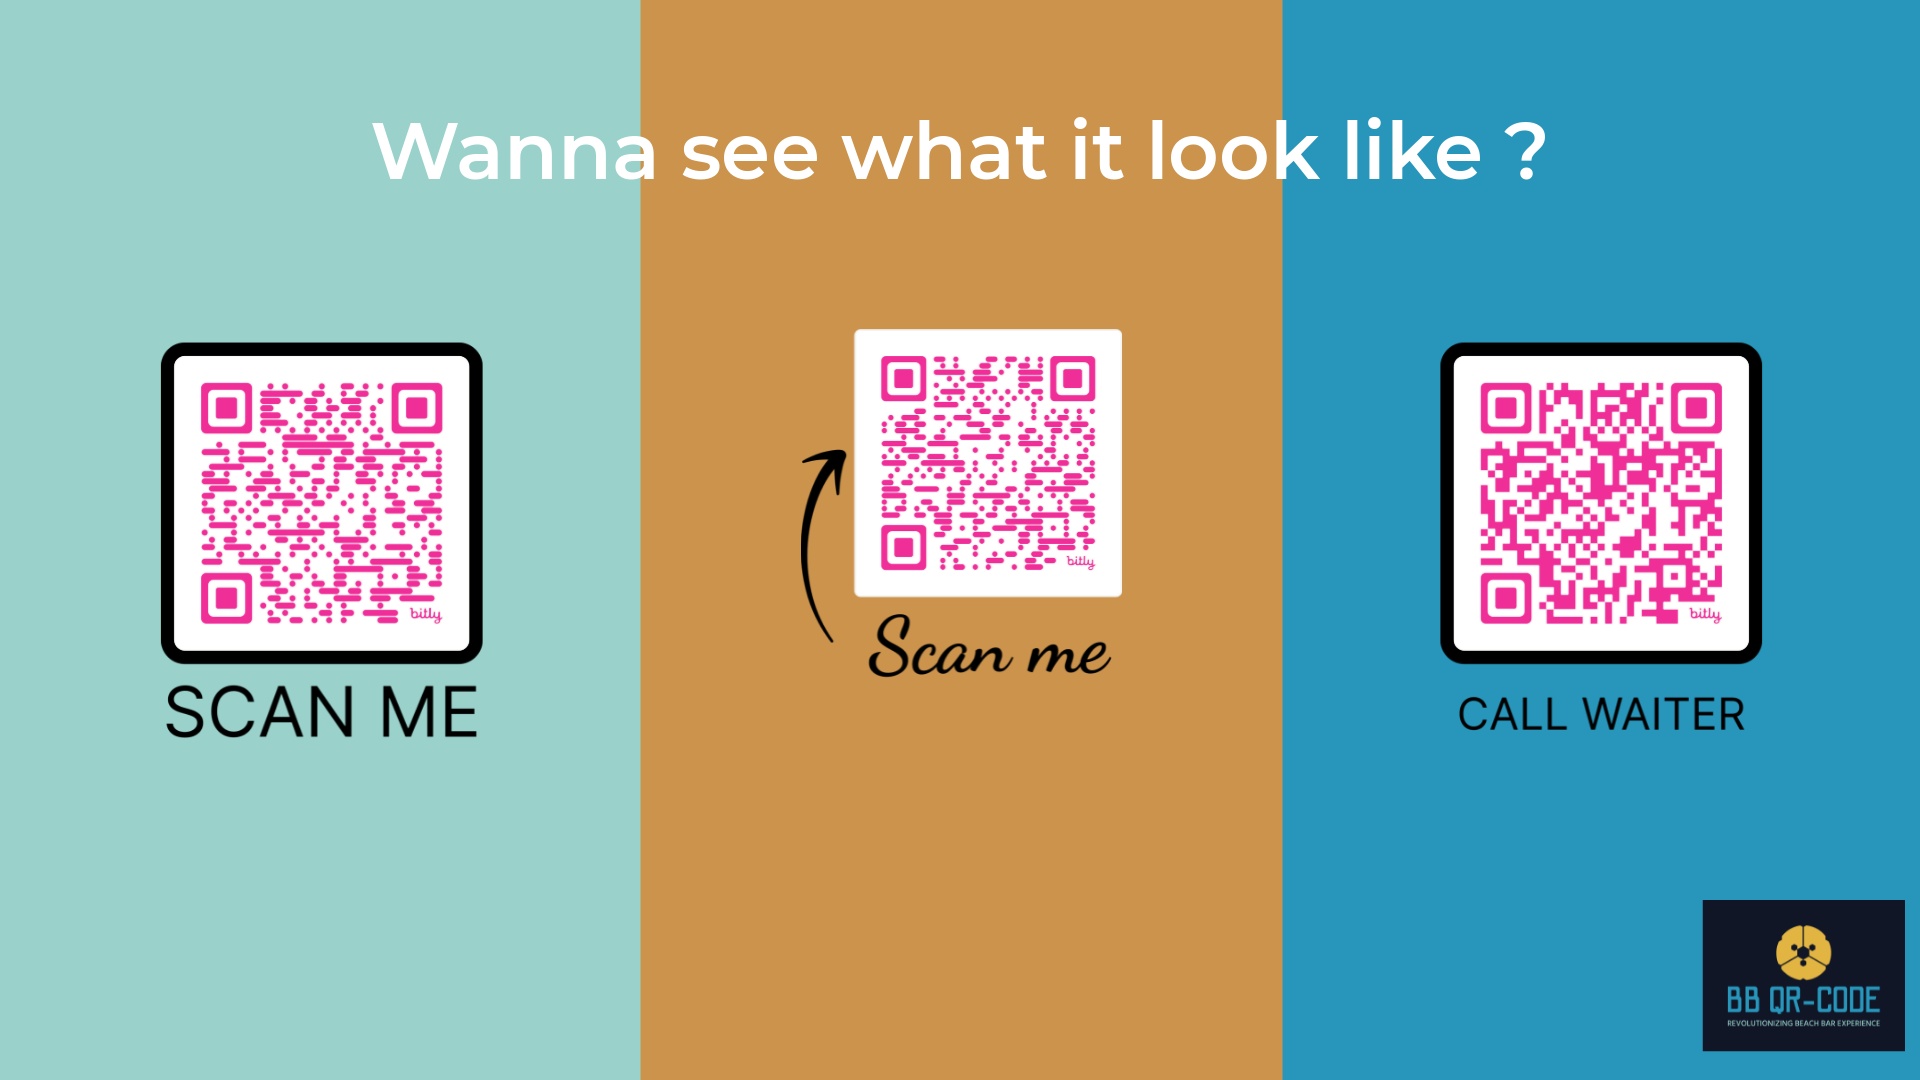 Wanna see what it look like ?
bitly
SCAN ME
bitly
Scan me
bitly
CALL WAITER
BB QR-CODE
REVOLUTIONIZING BEACH BAR EXPERIENCE